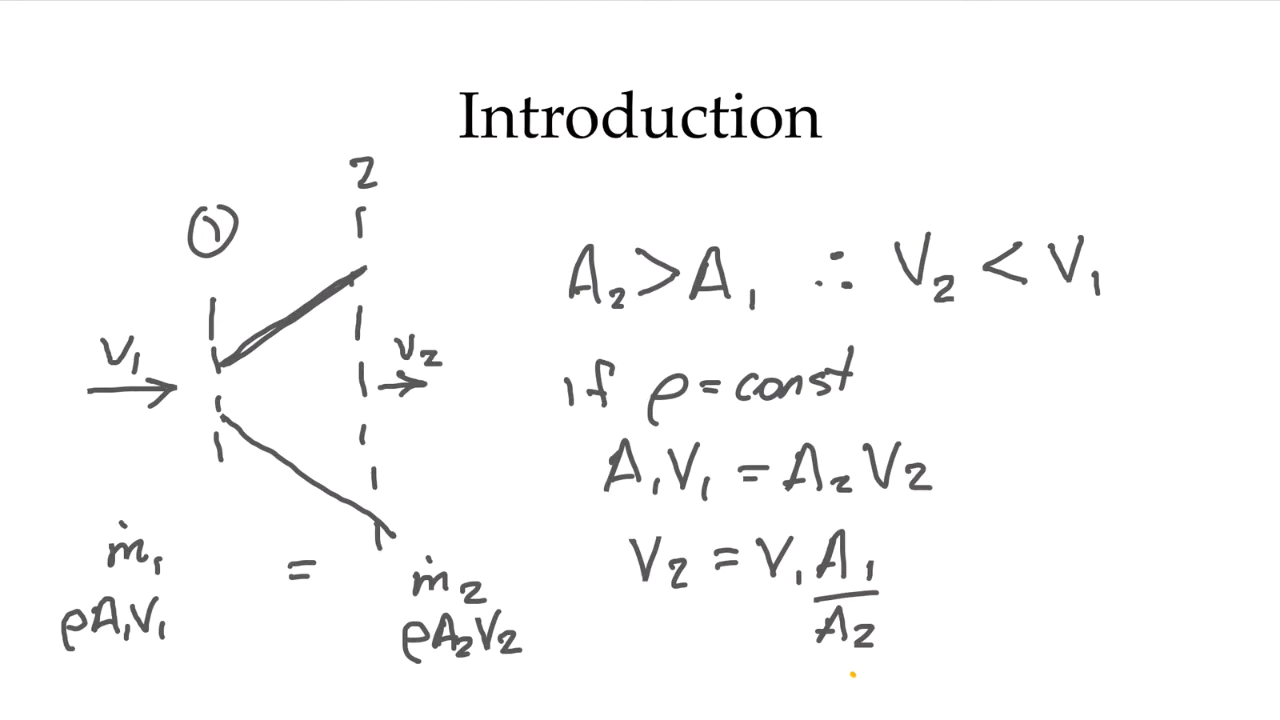 Introduction
① 2
V₁ V₂
A₂ > A₁ ∴ V₂ < V₁
if ρ = const
A₁V₁ = A₂V₂
V₂ = V₁ A₁/A₂
ṁ₁ = ṁ₂
ρA₁V₁ ρA₂V₂